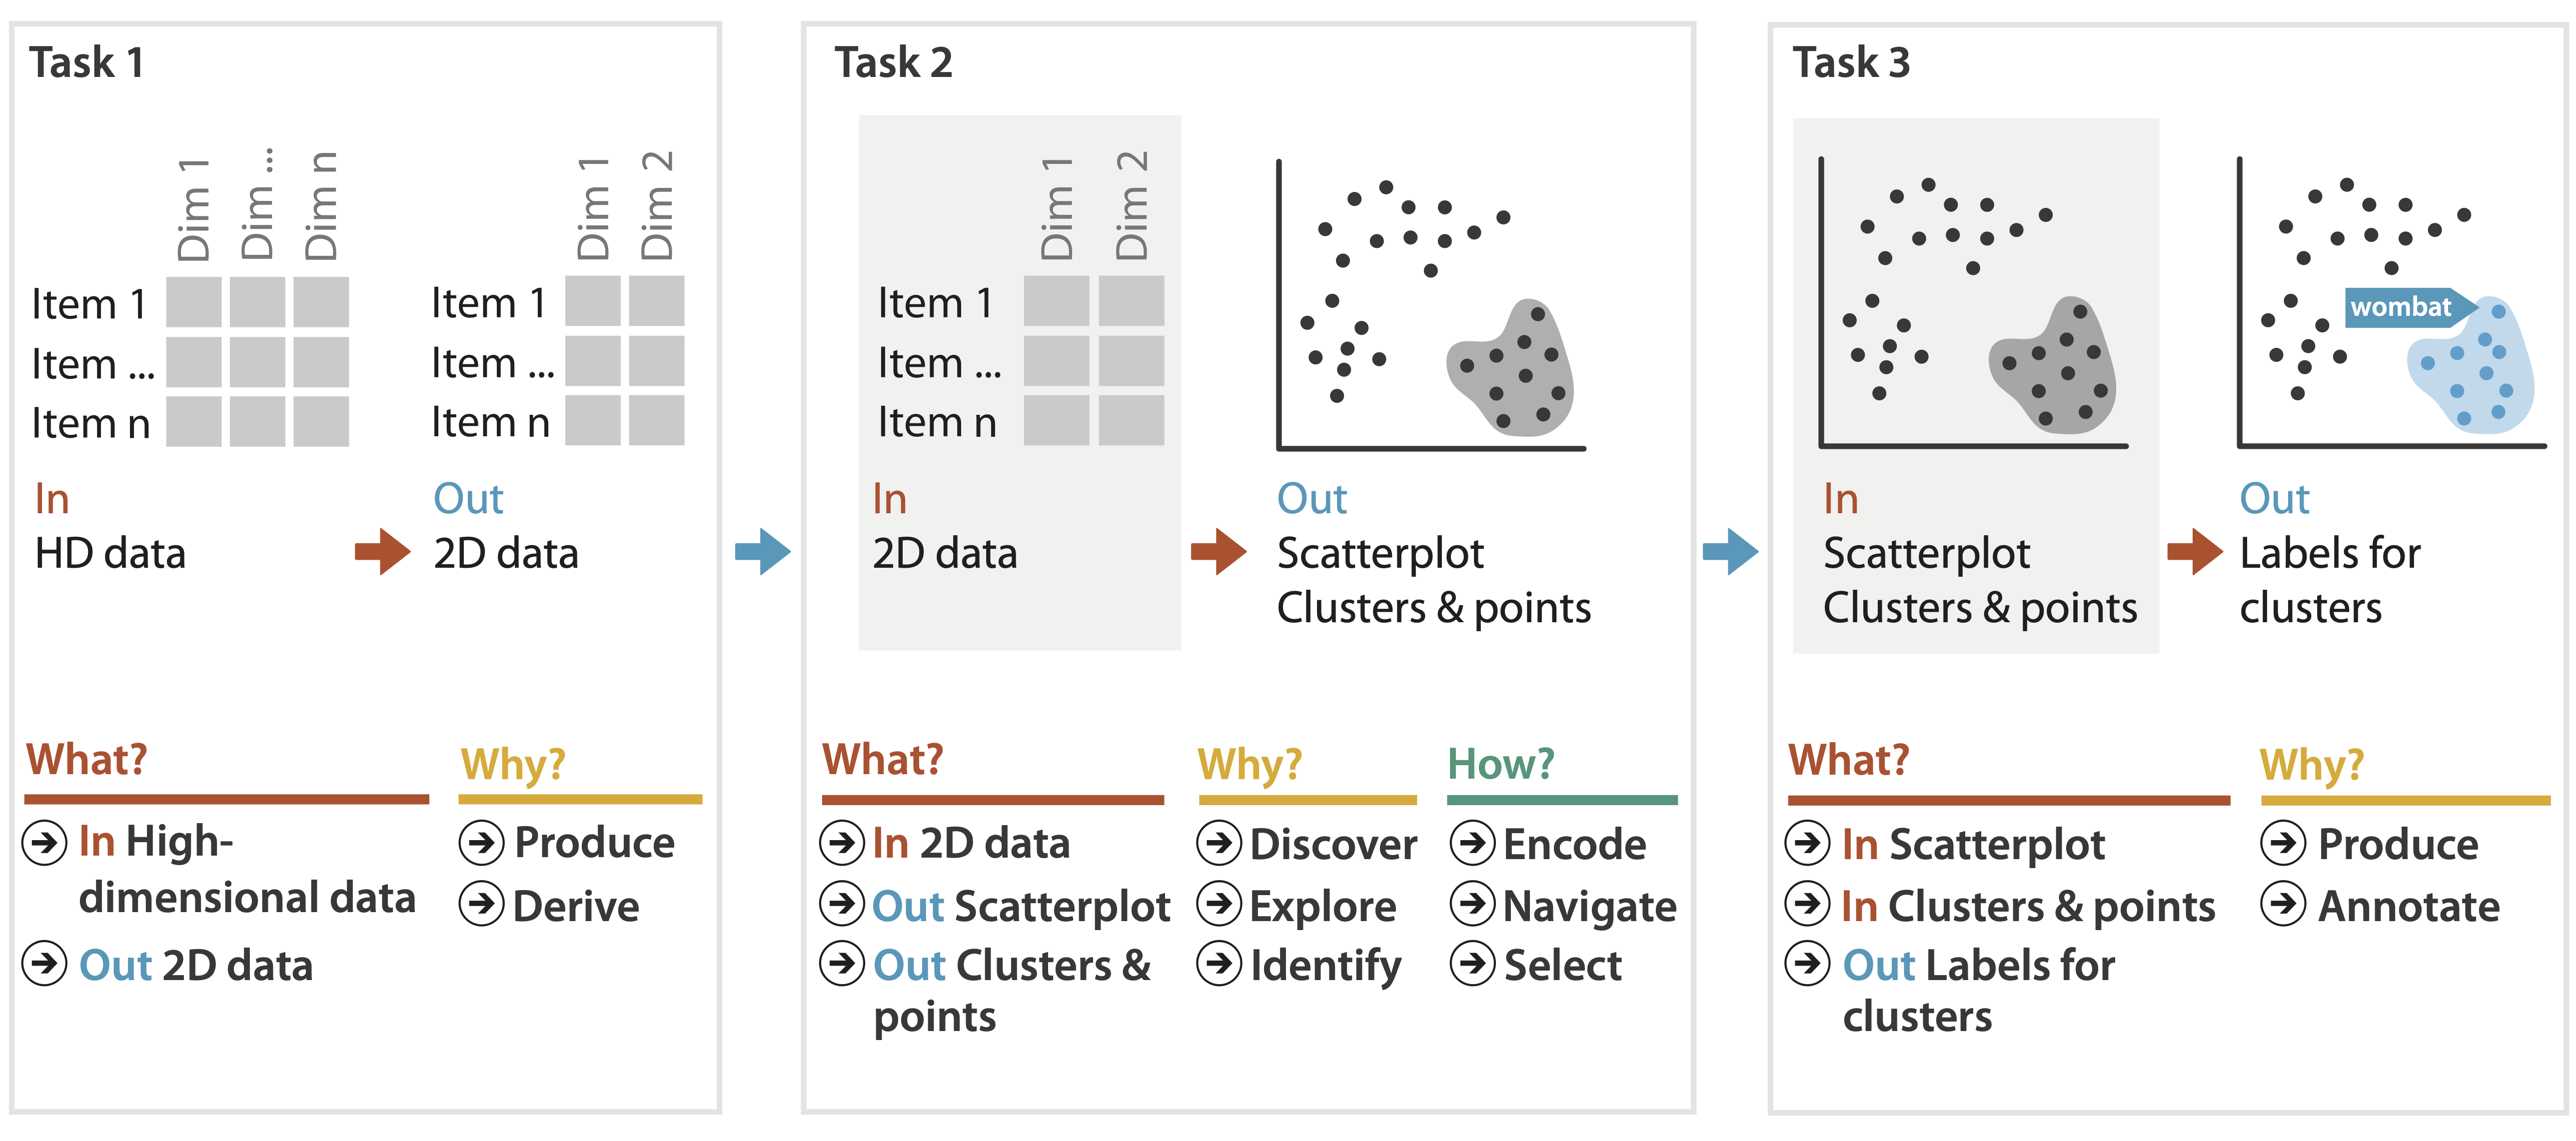 Task 1
Dim 1
Dim ...
Dim n
Item 1
Item ...
Item n
In
HD data
Dim 1
Dim 2
Item 1
Item ...
Item n
Out
2D data
What?
In High-
dimensional data
Out 2D data
Why?
Produce
Derive
Task 2
Dim 1
Dim 2
Item 1
Item ...
Item n
In
2D data
Out
Scatterplot
Clusters & points
What?
In 2D data
Out Scatterplot
Out Clusters &
points
Why?
Discover
Explore
Identify
How?
Encode
Navigate
Select
Task 3
In
Scatterplot
Clusters & points
wombat
Out
Labels for
clusters
What?
In Scatterplot
In Clusters & points
Out Labels for
clusters
Why?
Produce
Annotate